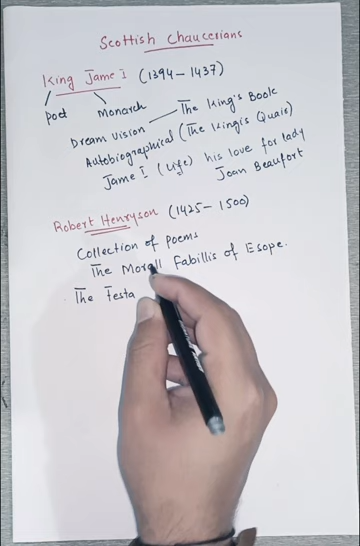 Scottish Chaucerians
King Jame I (1394-1437)
Poet Monarch
Dream Vision — The King's Book
Autobiographical (The Kingis Quair)
Jame I (Life) his love for lady
Joan Beaufort
Robert Henryson (1425-1500)
Collection of Poems
The Morall Fabillis of Esope.
The Testa